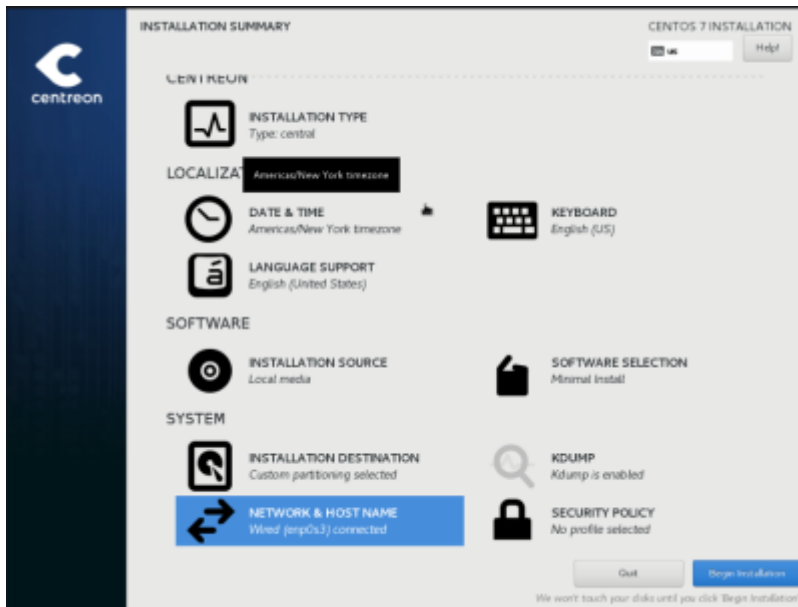 INSTALLATION SUMMARY
CENTOS 7 INSTALLATION
us
Help!
centreon
CENTREON
INSTALLATION TYPE
Type: central
LOCALIZAT
Americas/New York timezone
DATE & TIME
Americas/New York timezone
KEYBOARD
English (US)
LANGUAGE SUPPORT
English (United States)
SOFTWARE
INSTALLATION SOURCE
Local media
SOFTWARE SELECTION
Minimal Install
SYSTEM
INSTALLATION DESTINATION
Custom partitioning selected
KDUMP
Kdump is enabled
NETWORK & HOST NAME
Wired (enp0s3) connected
SECURITY POLICY
No profile selected
Quit
Begin Installation
We won't touch your disks until you click 'Begin Installation'